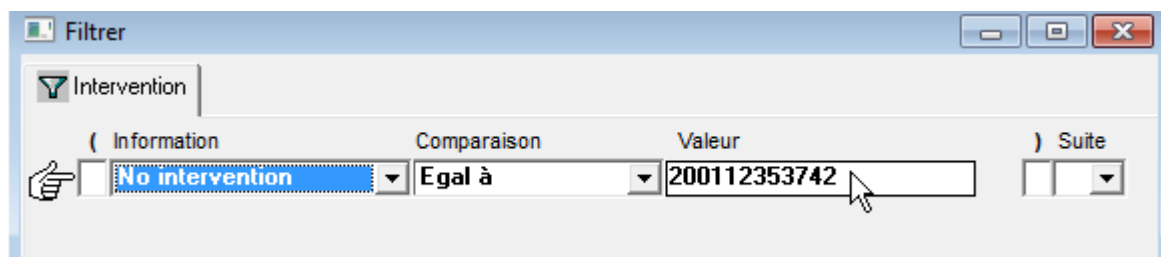 Filtrer
Intervention
( Information Comparaison Valeur ) Suite
No intervention Egal à 200112353742